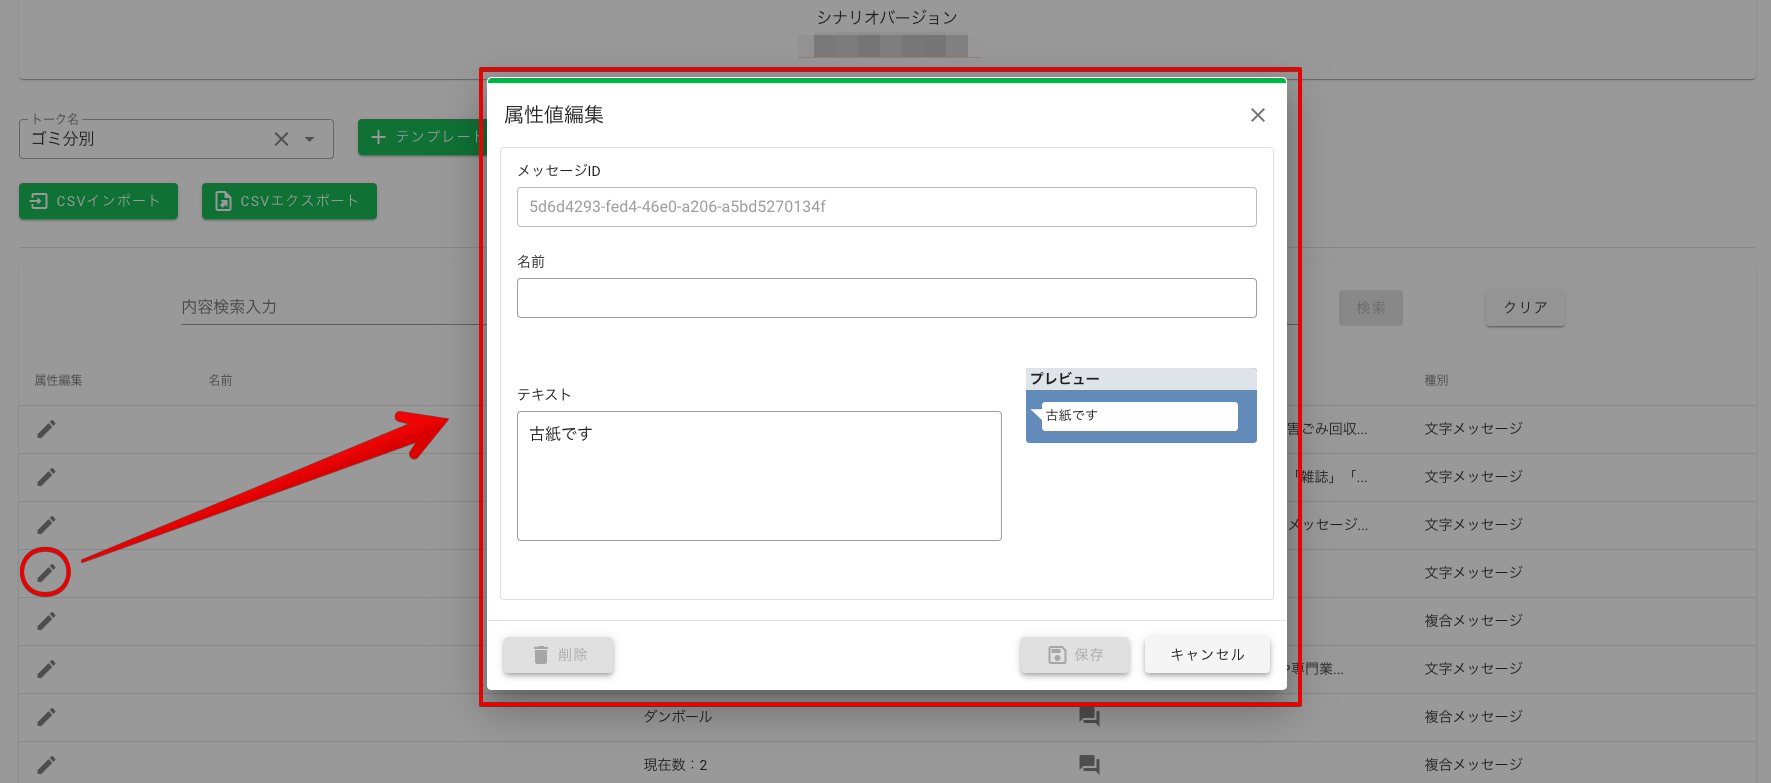 シナリオバージョン
トーク名
ゴミ分別
テンプレート
CSVインポート
CSVエクスポート
内容検索入力
検索
クリア
属性編集
名前
種別
害ごみ回収...
文字メッセージ
「雑誌」「...
文字メッセージ
メッセージ...
文字メッセージ
文字メッセージ
複合メッセージ
専門業...
文字メッセージ
ダンボール
複合メッセージ
現在数：2
複合メッセージ
属性値編集
メッセージID
5d6d4293-fed4-46e0-a206-a5bd5270134f
名前
テキスト
古紙です
プレビュー
古紙です
削除
保存
キャンセル